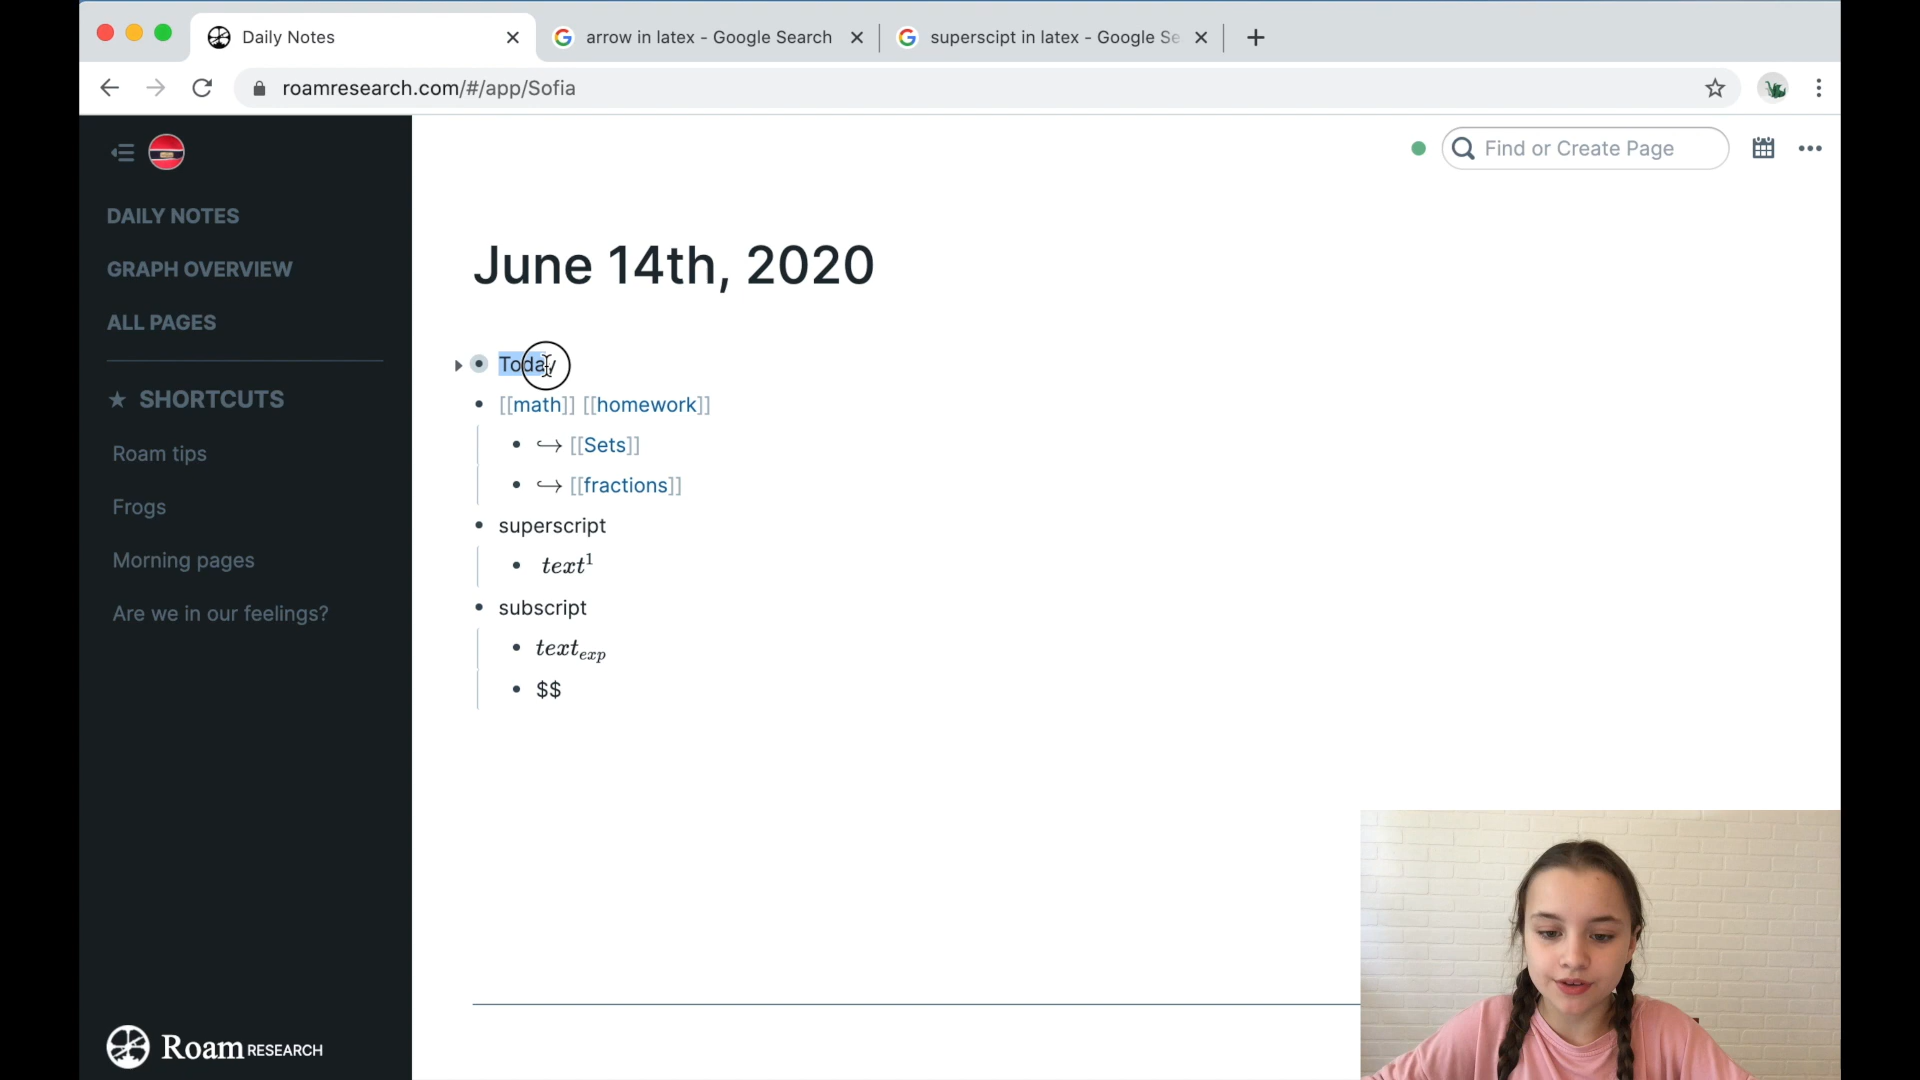 Daily Notes
arrow in latex - Google Search
superscipt in latex - Google Se
roamresearch.com/#/app/Sofia
Find or Create Page
DAILY NOTES
GRAPH OVERVIEW
ALL PAGES
★ SHORTCUTS
Roam tips
Frogs
Morning pages
Are we in our feelings?
Roam RESEARCH
June 14th, 2020
Today
[[math]] [[homework]]
↪ [[Sets]]
↪ [[fractions]]
superscript
text¹
subscript
text_exp
$$